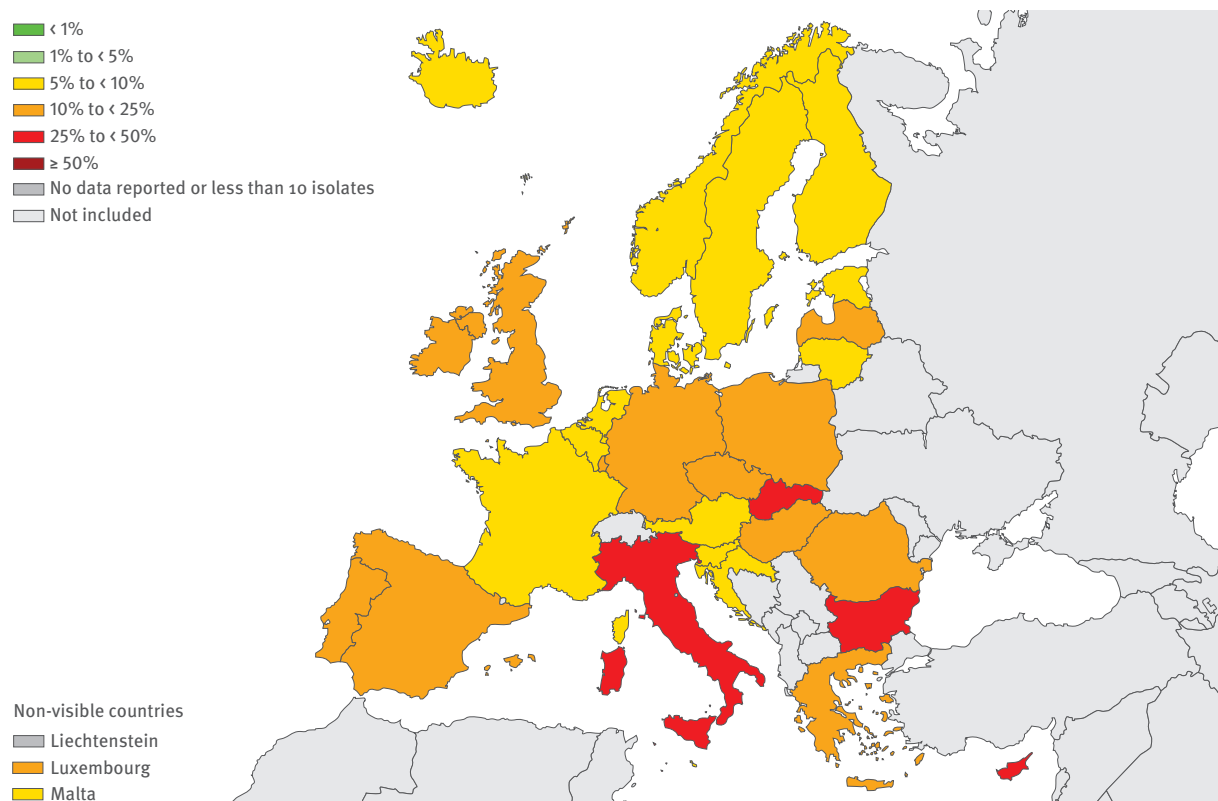 < 1%
1% to < 5%
5% to < 10%
10% to < 25%
25% to < 50%
≥ 50%
No data reported or less than 10 isolates
Not included
Non-visible countries
Liechtenstein
Luxembourg
Malta